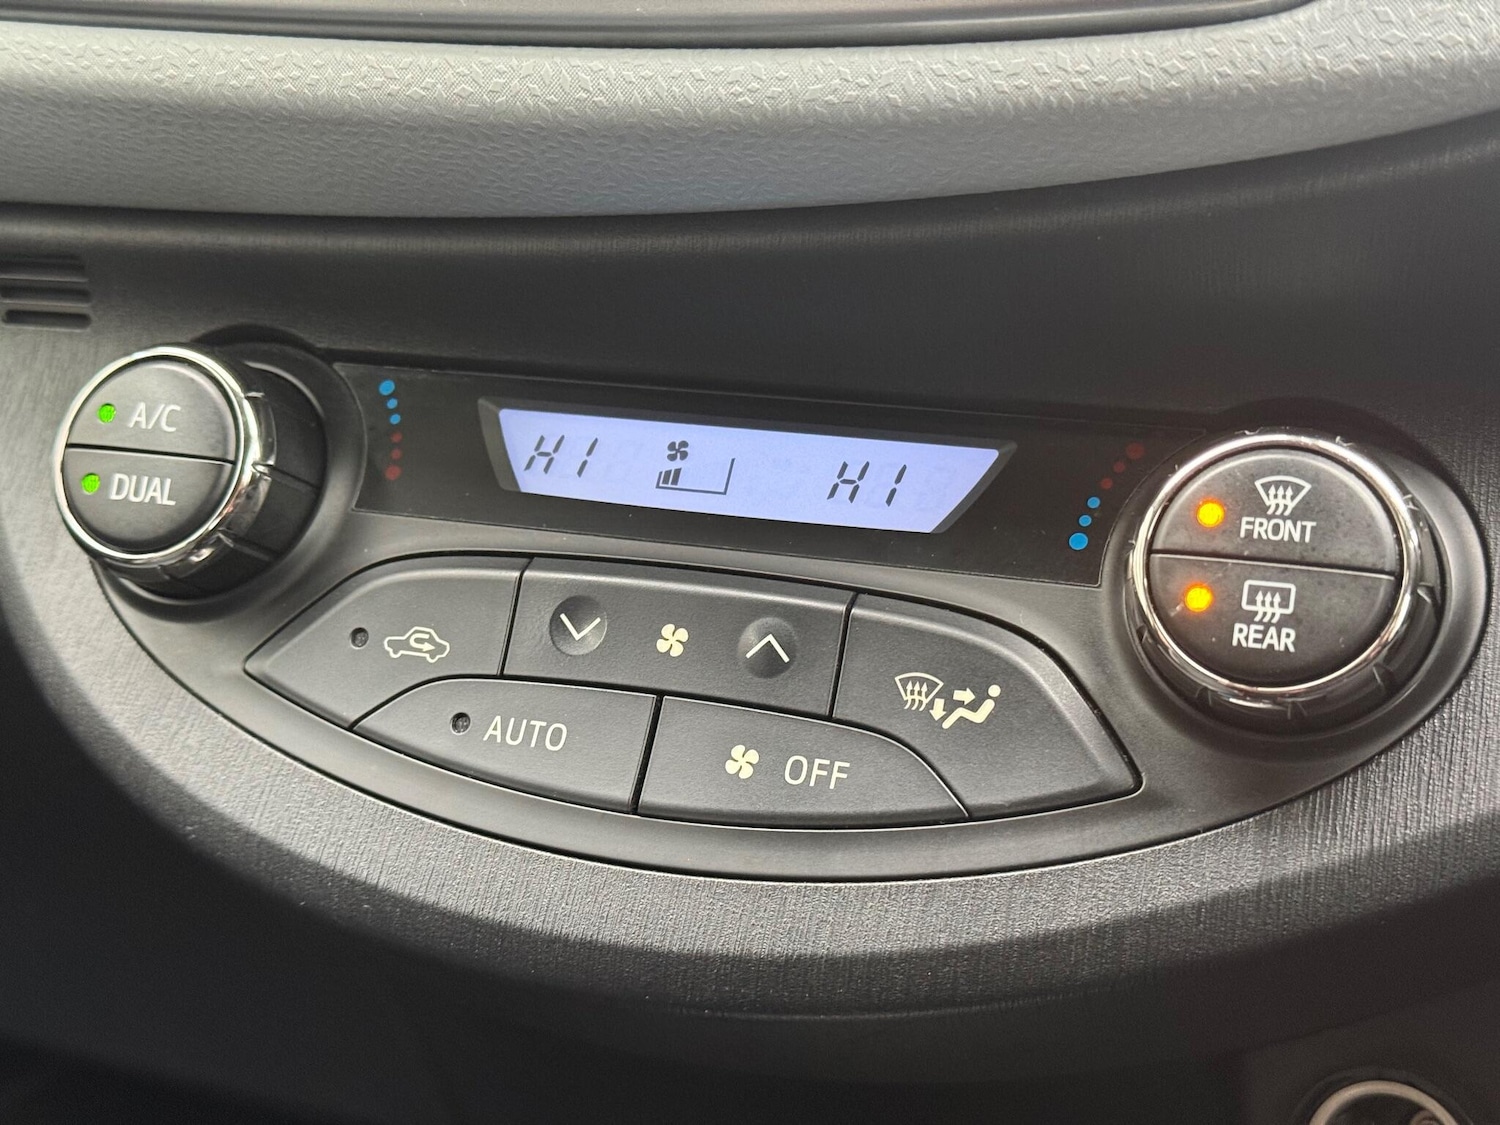 A/C
DUAL
HI HI
FRONT
REAR
AUTO
OFF